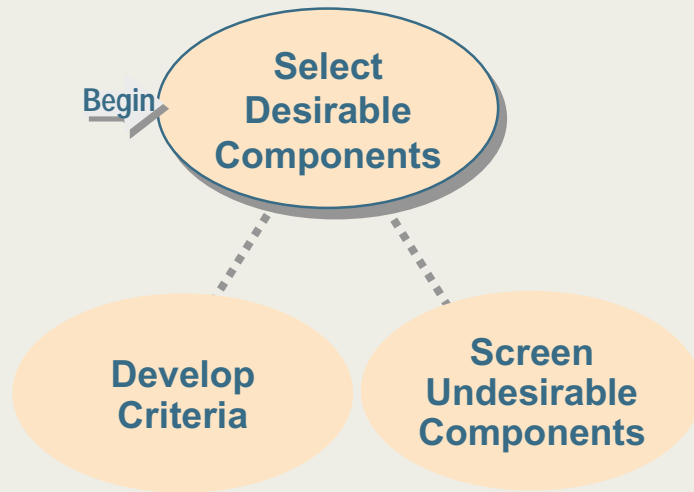 Begin
Select
Desirable
Components
Develop
Criteria
Screen
Undesirable
Components